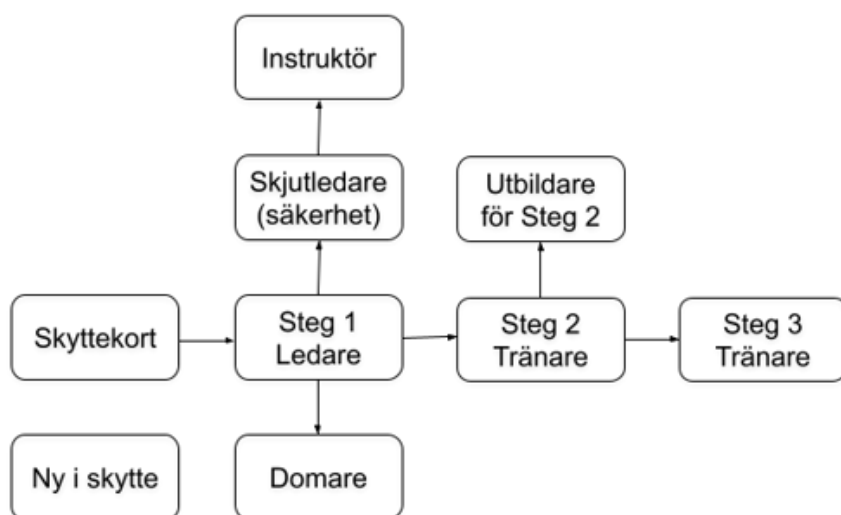 Instruktör
Skjutledare
(säkerhet)
Utbildare
för Steg 2
Skyttekort
Steg 1
Ledare
Steg 2
Tränare
Steg 3
Tränare
Ny i skytte
Domare